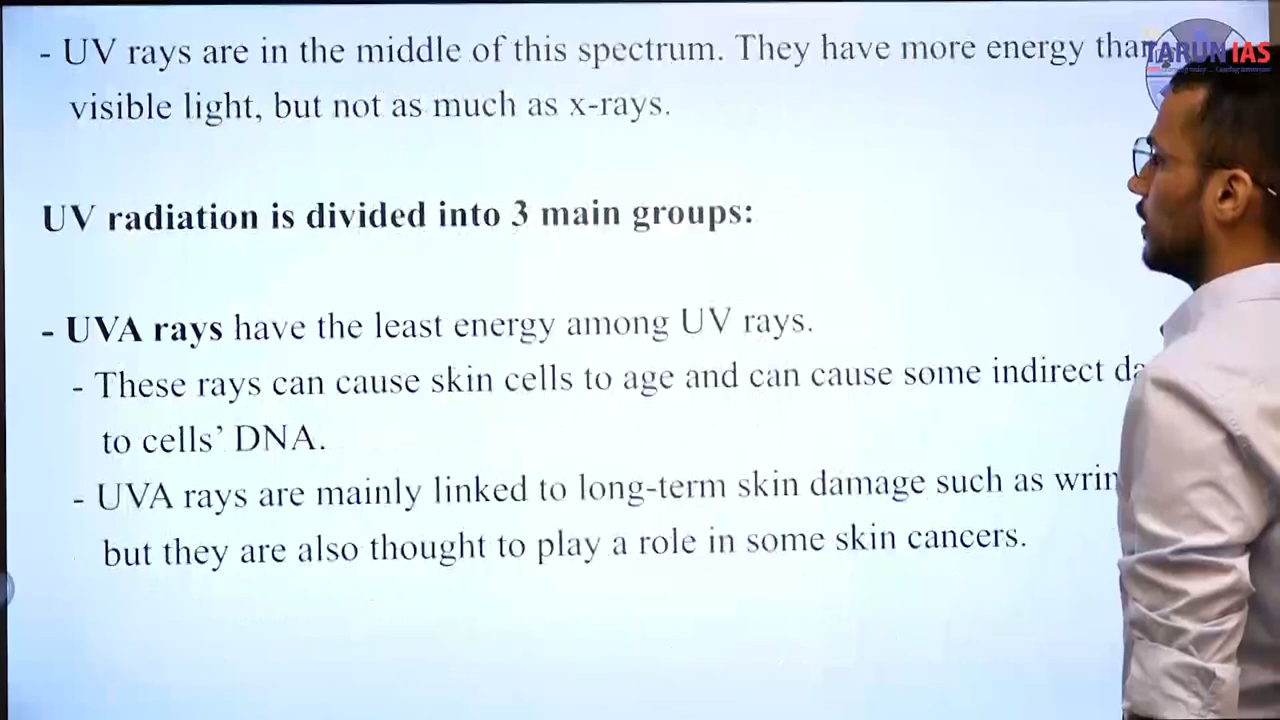 - UV rays are in the middle of this spectrum. They have more energy than
visible light, but not as much as x-rays.
UV radiation is divided into 3 main groups:
- UVA rays have the least energy among UV rays.
- These rays can cause skin cells to age and can cause some indirect
to cells’ DNA.
- UVA rays are mainly linked to long-term skin damage such as
but they are also thought to play a role in some skin cancers.
TARUN IAS